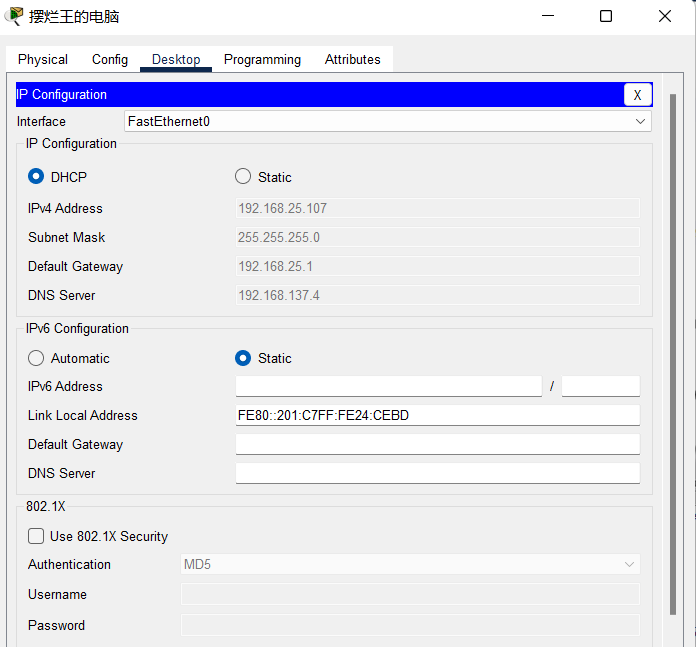 摆烂王的电脑
Physical Config Desktop Programming Attributes
IP Configuration X
Interface FastEthernet0
IP Configuration
DHCP Static
IPv4 Address 192.168.25.107
Subnet Mask 255.255.255.0
Default Gateway 192.168.25.1
DNS Server 192.168.137.4
IPv6 Configuration
Automatic Static
IPv6 Address /
Link Local Address FE80::201:C7FF:FE24:CEBD
Default Gateway
DNS Server
802.1X
Use 802.1X Security
Authentication MD5
Username
Password